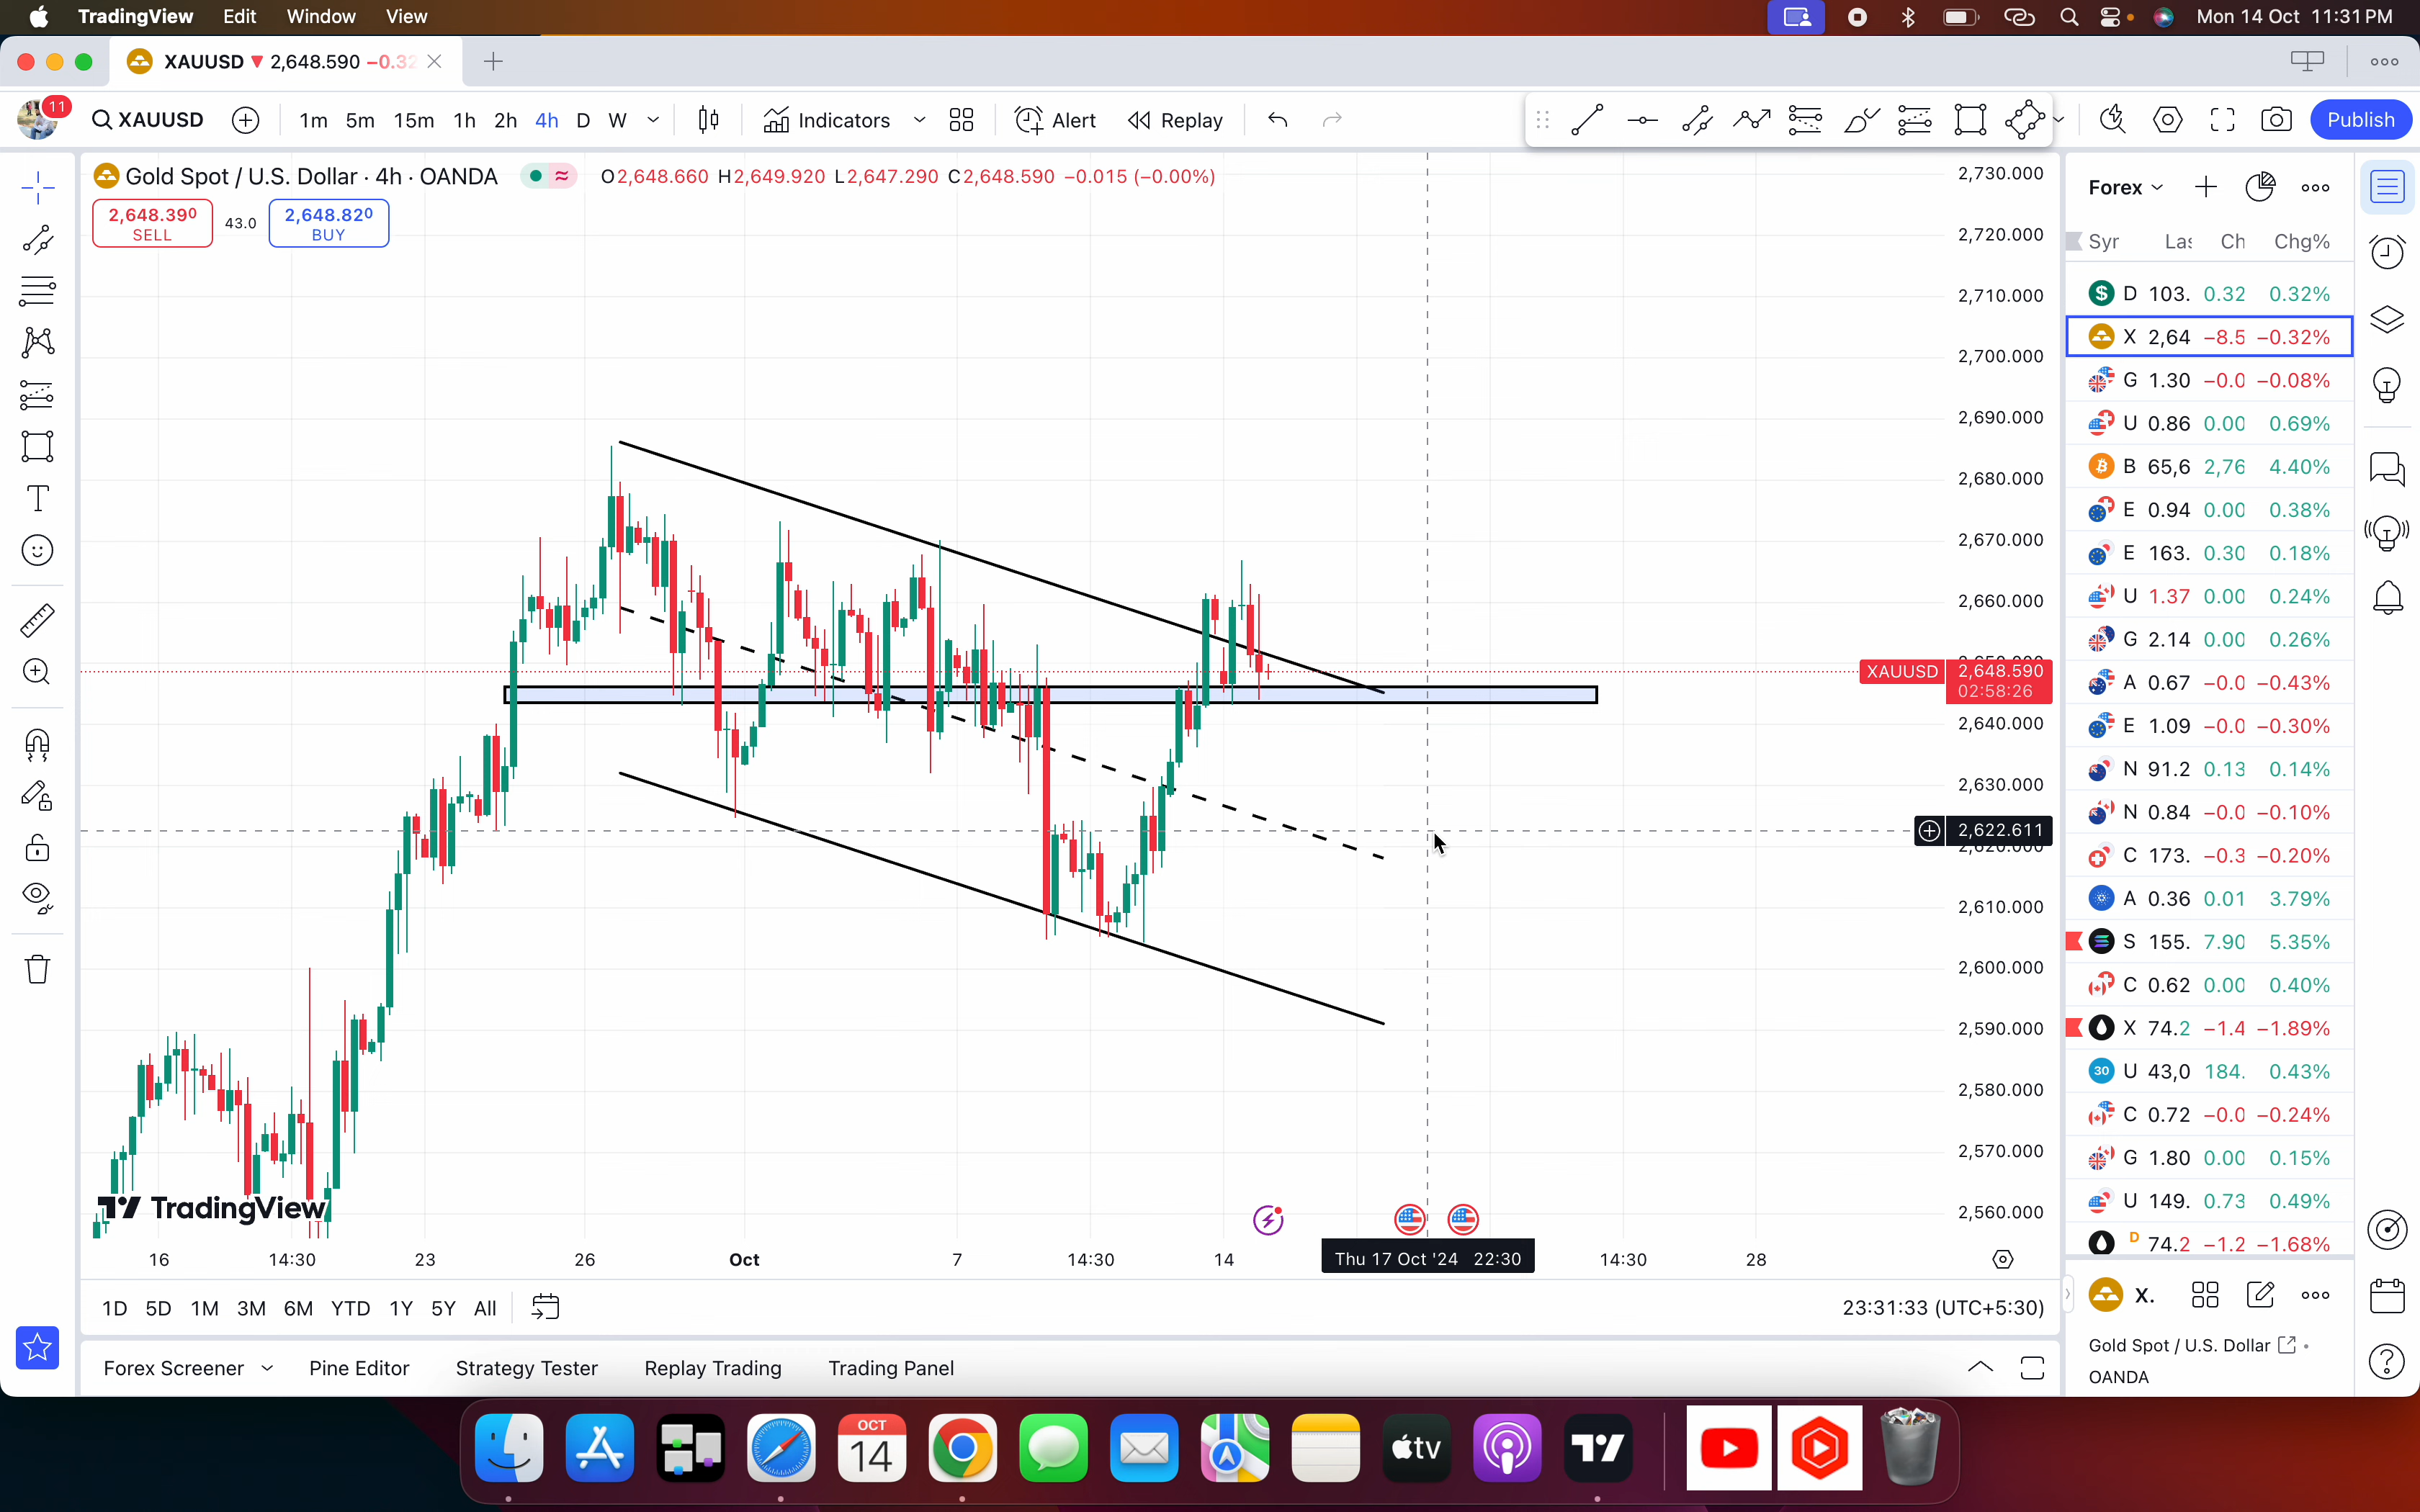 TradingView Edit Window View Mon 14 Oct 11:31 PM
XAUUSD ▼ 2,648.590 −0.32
11 XAUUSD 1m 5m 15m 1h 2h 4h D W Indicators Alert Replay Publish
Gold Spot / U.S. Dollar · 4h · OANDA O2,648.660 H2,649.920 L2,647.290 C2,648.590 −0.015 (−0.00%)
2,648.390 SELL 43.0 2,648.820 BUY
2,730.000
2,720.000
2,710.000
2,700.000
2,690.000
2,680.000
2,670.000
2,660.000
XAUUSD 2,648.590
02:58:26
2,640.000
2,630.000
2,622.611
2,620.000
2,610.000
2,600.000
2,590.000
2,580.000
2,570.000
2,560.000
TradingView
16 14:30 23 26 Oct 7 14:30 14 Thu 17 Oct '24 22:30 14:30 28
1D 5D 1M 3M 6M YTD 1Y 5Y All 23:31:33 (UTC+5:30)
Forex Screener Pine Editor Strategy Tester Replay Trading Trading Panel
Forex
Syr Las Ch Chg%
D 103. 0.32 0.32%
X 2,64 −8.5 −0.32%
G 1.30 −0.0 −0.08%
U 0.86 0.00 0.69%
B 65,6 2,76 4.40%
E 0.94 0.00 0.38%
E 163. 0.30 0.18%
U 1.37 0.00 0.24%
G 2.14 0.00 0.26%
A 0.67 −0.0 −0.43%
E 1.09 −0.0 −0.30%
N 91.2 0.13 0.14%
N 0.84 −0.0 −0.10%
C 173. −0.3 −0.20%
A 0.36 0.01 3.79%
S 155. 7.90 5.35%
C 0.62 0.00 0.40%
X 74.2 −1.4 −1.89%
30 U 43,0 184. 0.43%
C 0.72 −0.0 −0.24%
G 1.80 0.00 0.15%
U 149. 0.73 0.49%
D 74.2 −1.2 −1.68%
X.
Gold Spot / U.S. Dollar
OANDA
OCT
14
tv